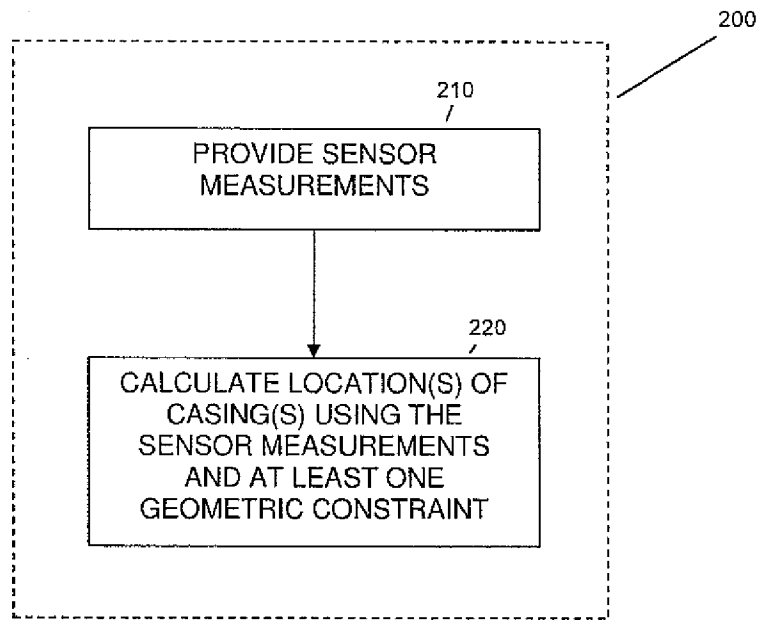 200
210
PROVIDE SENSOR
MEASUREMENTS
220
CALCULATE LOCATION(S) OF
CASING(S) USING THE
SENSOR MEASUREMENTS
AND AT LEAST ONE
GEOMETRIC CONSTRAINT